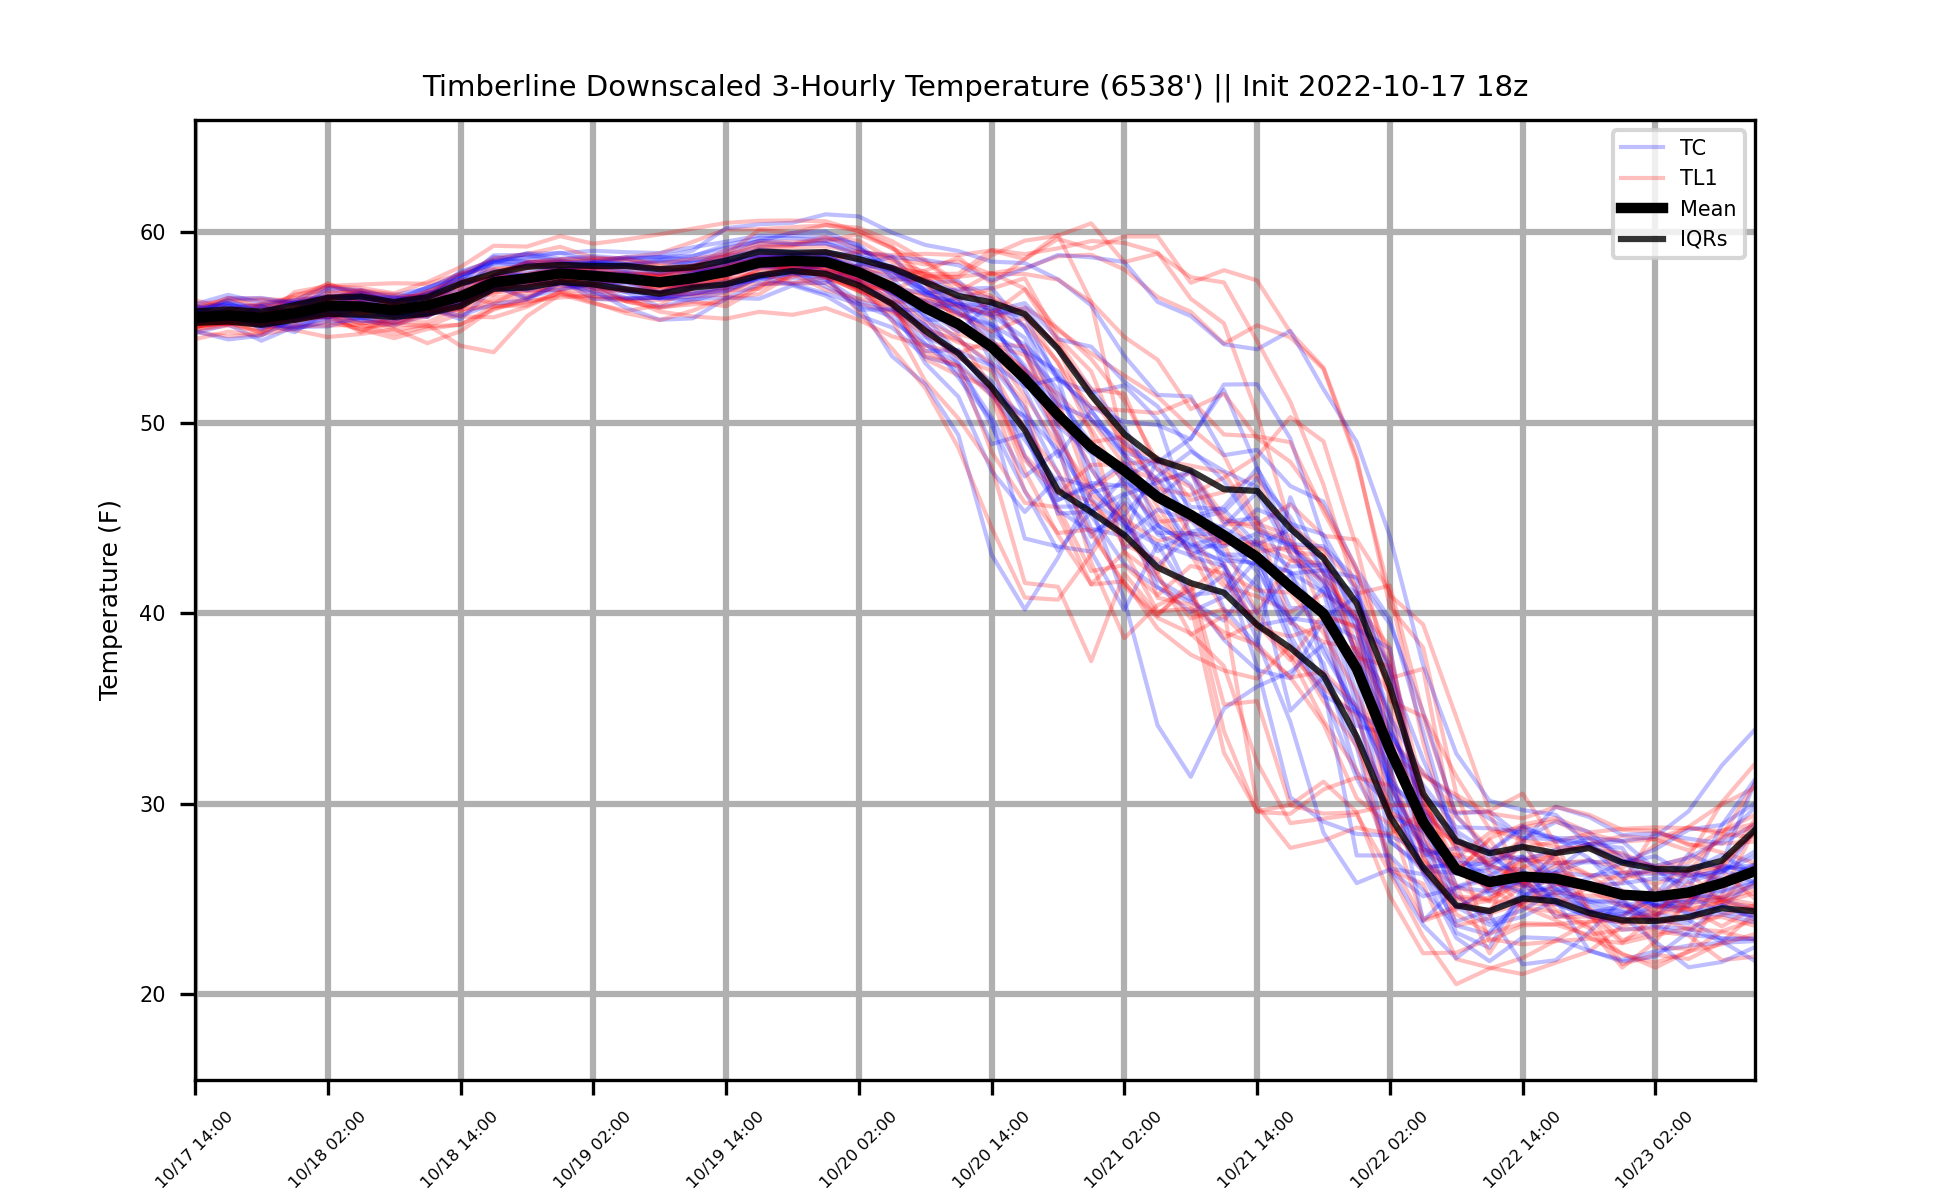 Timberline Downscaled 3-Hourly Temperature (6538') || Init 2022-10-17 18z
TC
TL1
Mean
IQRs
Temperature (F)
60
50
40
30
20
10/17 14:00
10/18 02:00
10/18 14:00
10/19 02:00
10/19 14:00
10/20 02:00
10/20 14:00
10/21 02:00
10/21 14:00
10/22 02:00
10/22 14:00
10/23 02:00